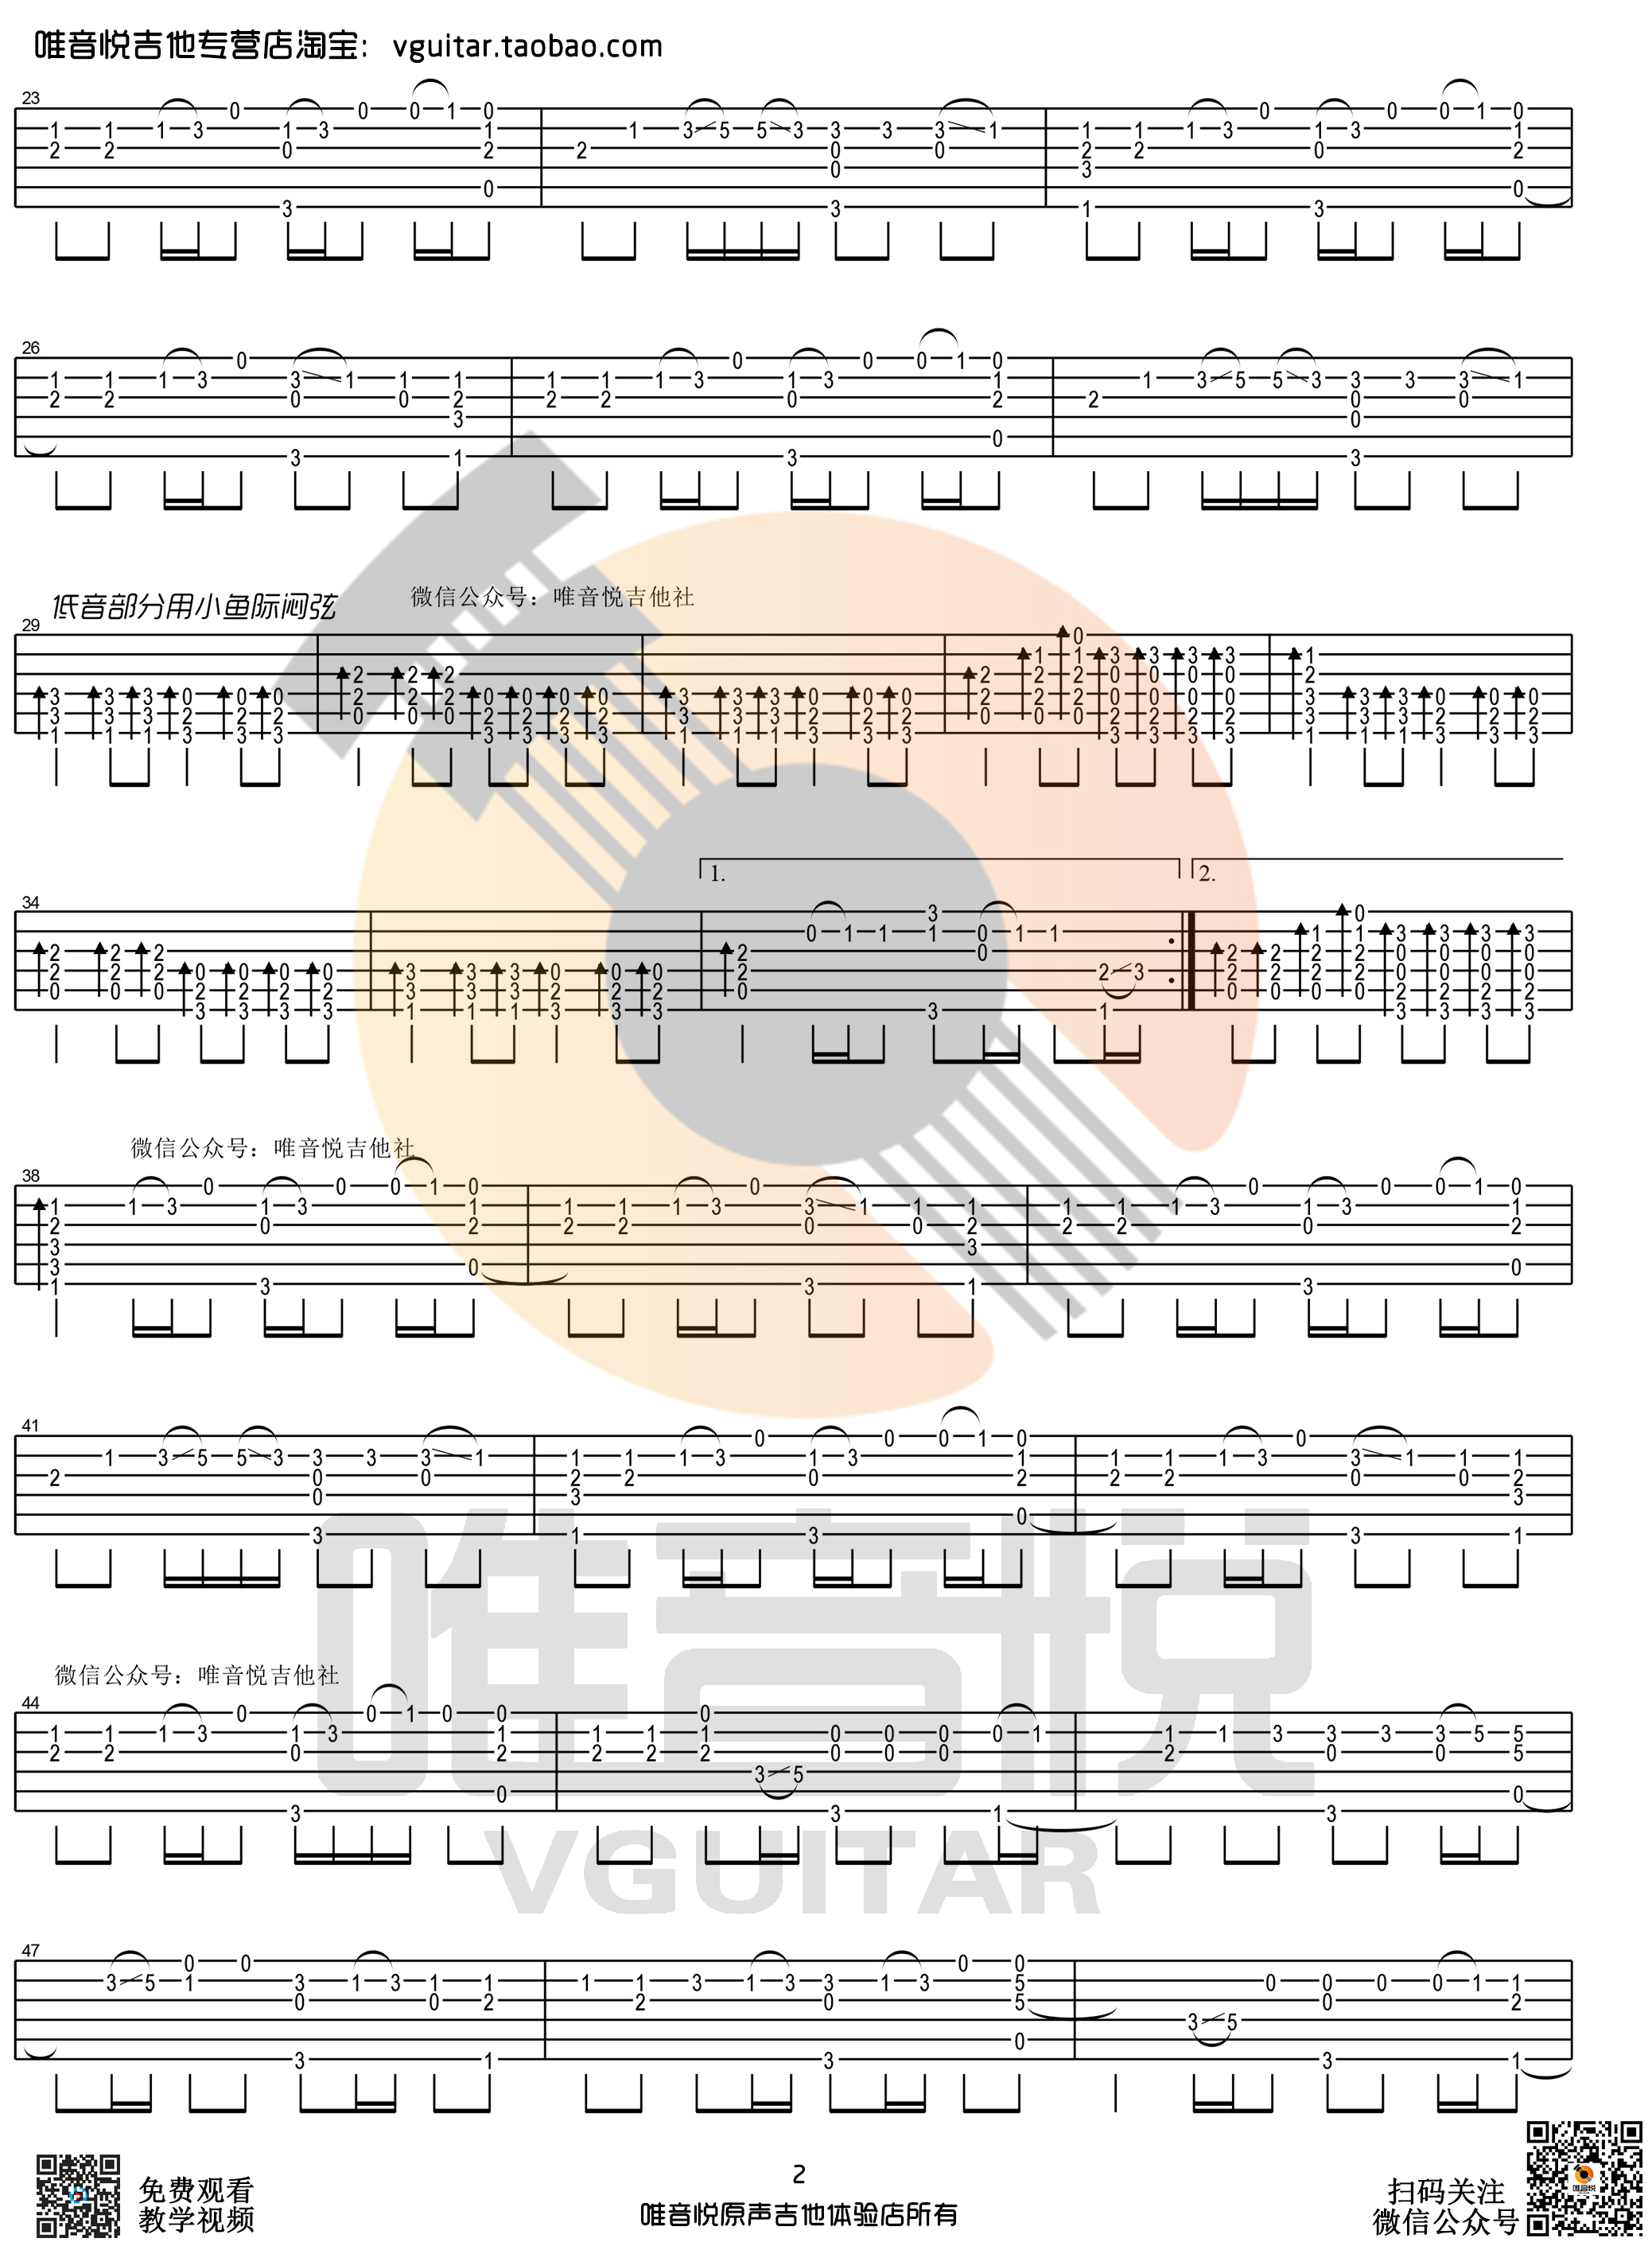 唯音悦吉他专营店淘宝: vguitar.taobao.com
23
26
低音部分用小鱼际闷弦
微信公众号：唯音悦吉他社
29
1.
2.
34
微信公众号：唯音悦吉他社
38
41
唯音悦
微信公众号：唯音悦吉他社
44
VGUITAR
47
免费观看
教学视频
2
唯音悦原声吉他体验店所有
扫码关注
微信公众号
唯音悦